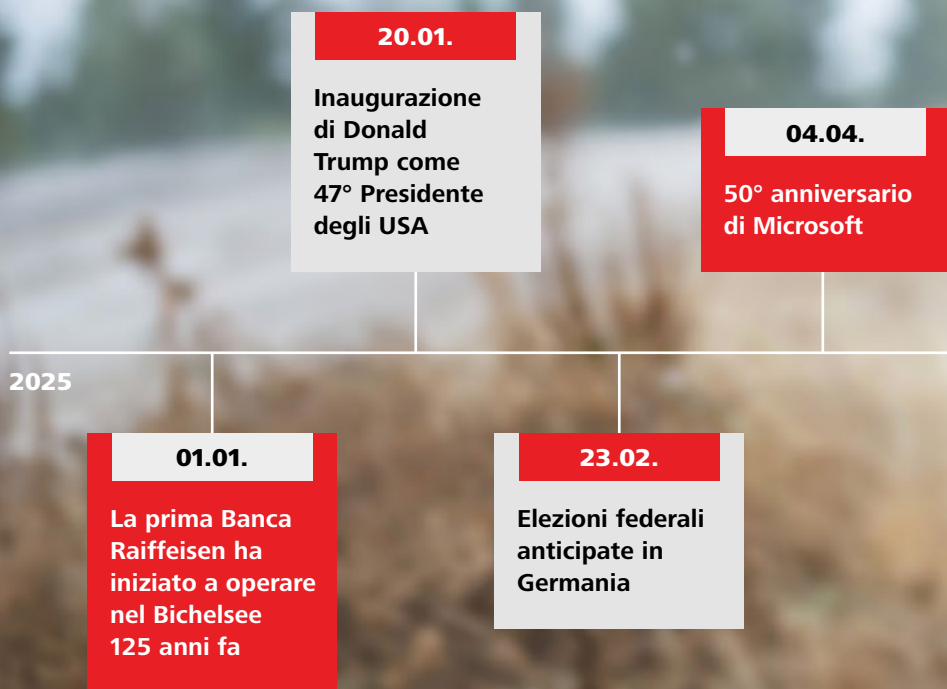 20.01.
Inaugurazione
di Donald
Trump come
47° Presidente
degli USA
04.04.
50° anniversario
di Microsoft
2025
01.01.
La prima Banca
Raiffeisen ha
iniziato a operare
nel Bichelsee
125 anni fa
23.02.
Elezioni federali
anticipate in
Germania